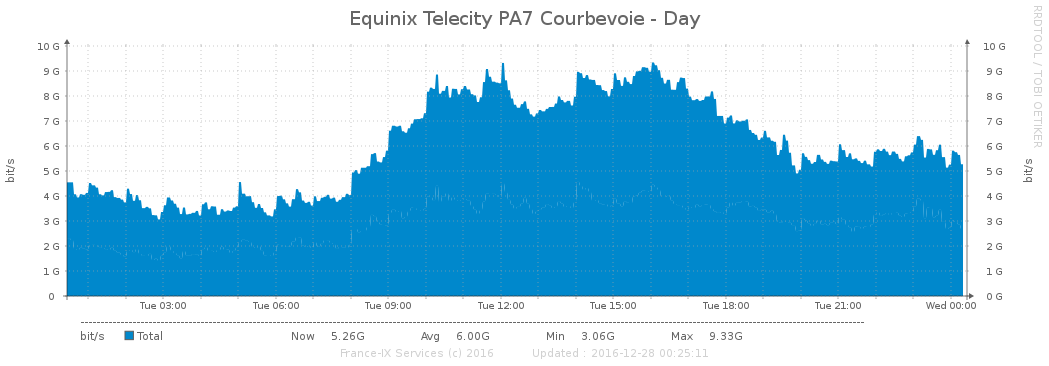 Equinix Telecity PA7 Courbevoie - Day
RRDTOOL / TOBI OETIKER
bit/s
10 G 10 G
9 G 9 G
8 G 8 G
7 G 7 G
6 G 6 G
5 G 5 G
4 G 4 G
3 G 3 G
2 G 2 G
1 G 1 G
0 0 G
bit/s
Tue 03:00 Tue 06:00 Tue 09:00 Tue 12:00 Tue 15:00 Tue 18:00 Tue 21:00 Wed 00:00
bit/s Total Now 5.26G Avg 6.00G Min 3.06G Max 9.33G
France-IX Services (c) 2016 Updated : 2016-12-28 00:25:11